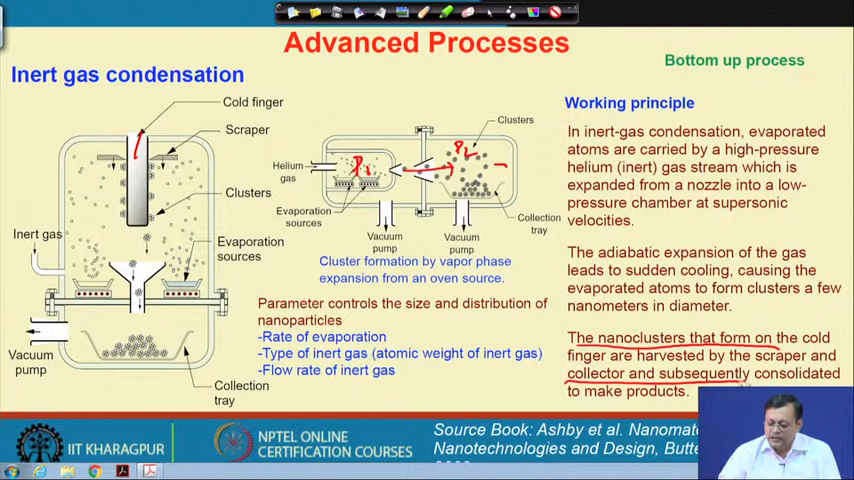 Advanced Processes
Bottom up process
Inert gas condensation
Cold finger
Scraper
Clusters
Inert gas
Evaporation
sources
Vacuum
pump
Collection
tray
Clusters
Helium
gas
P1
P2
Evaporation
sources
Vacuum
pump
Vacuum
pump
Collection
tray
Cluster formation by vapor phase
expansion from an oven source.
Parameter controls the size and distribution of
nanoparticles
-Rate of evaporation
-Type of inert gas (atomic weight of inert gas)
-Flow rate of inert gas
Working principle
In inert-gas condensation, evaporated
atoms are carried by a high-pressure
helium (inert) gas stream which is
expanded from a nozzle into a low-
pressure chamber at supersonic
velocities.
The adiabatic expansion of the gas
leads to sudden cooling, causing the
evaporated atoms to form clusters a few
nanometers in diameter.
The nanoclusters that form on the cold
finger are harvested by the scraper and
collector and subsequently consolidated
to make products.
IIT KHARAGPUR
NPTEL ONLINE
CERTIFICATION COURSES
Source Book: Ashby et al. Nanomate
Nanotechnologies and Design, Butte